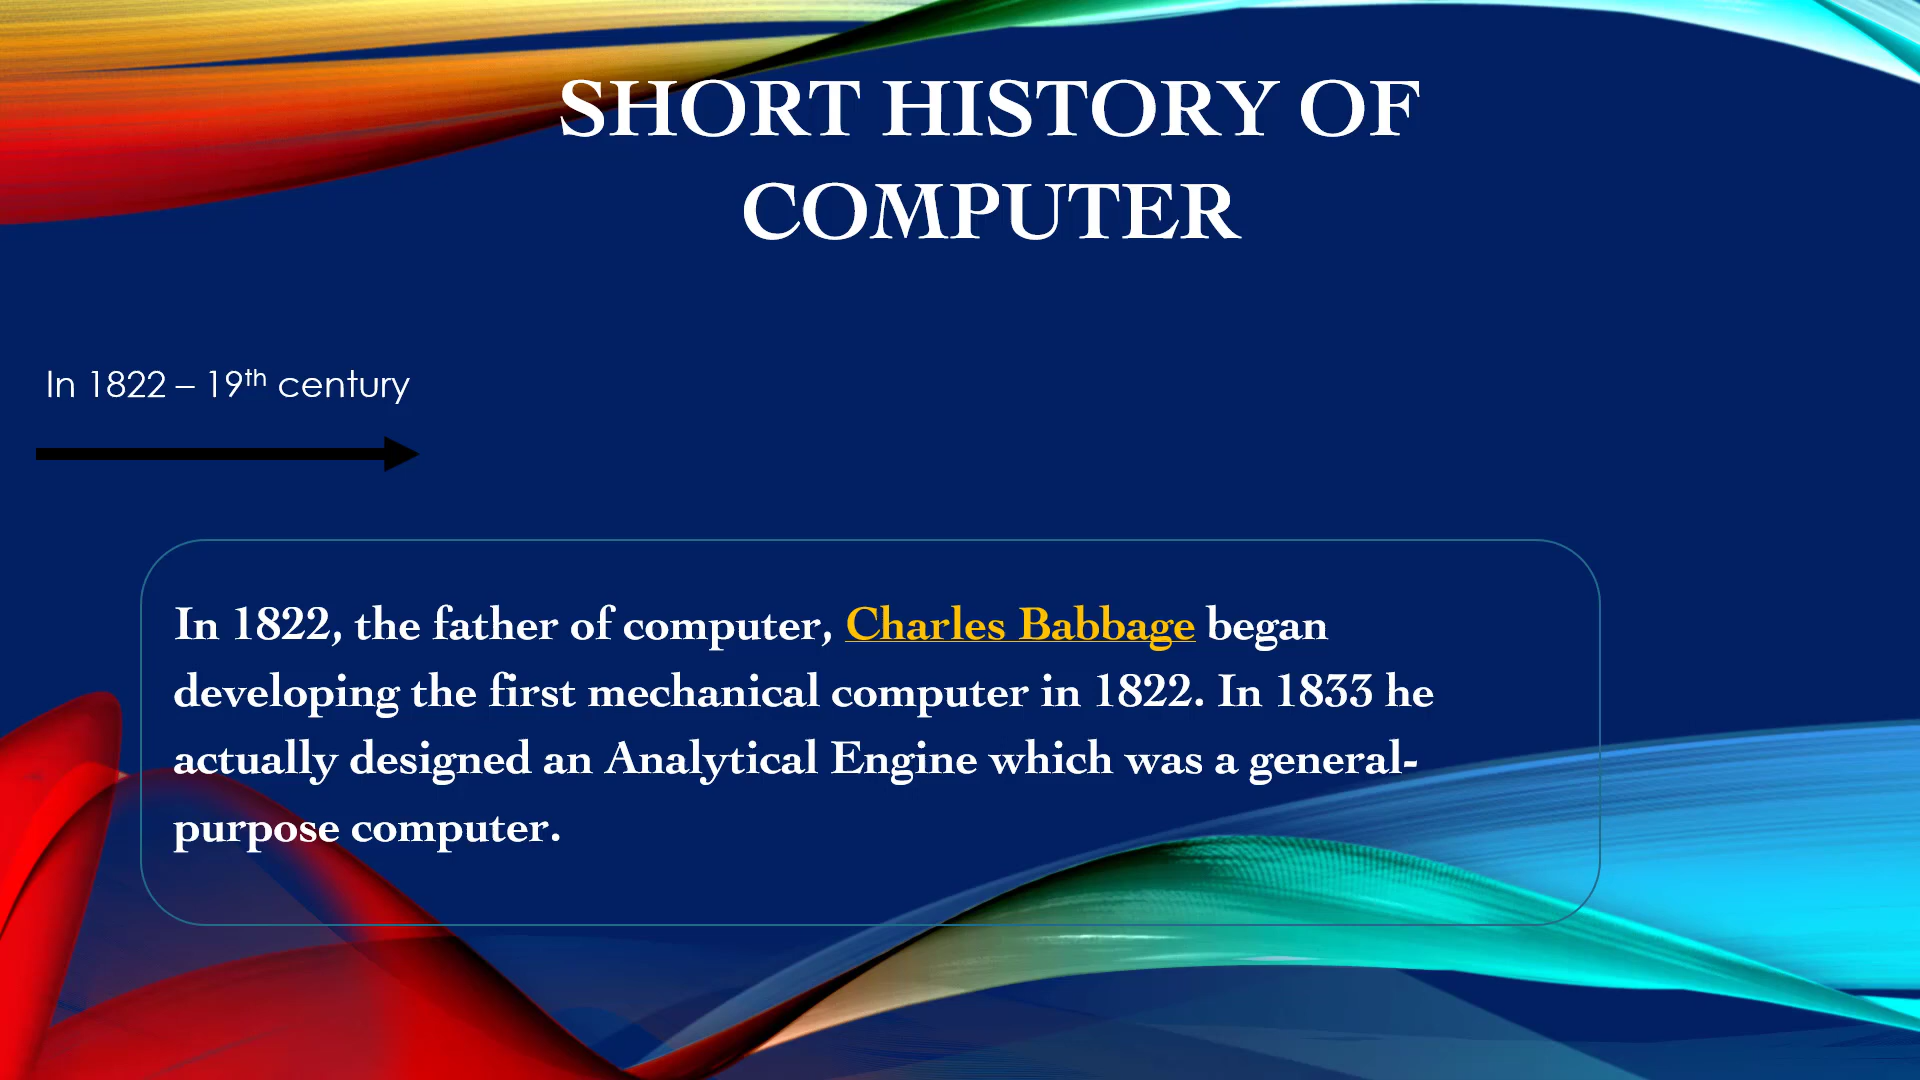 SHORT HISTORY OF
COMPUTER
In 1822 – 19th century
In 1822, the father of computer, Charles Babbage began
developing the first mechanical computer in 1822. In 1833 he
actually designed an Analytical Engine which was a general-
purpose computer.